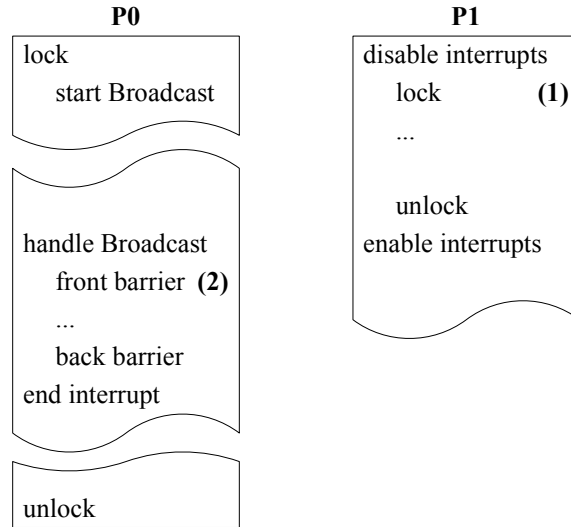 P0
lock
start Broadcast
handle Broadcast
front barrier (2)
...
back barrier
end interrupt
unlock
P1
disable interrupts
lock (1)
...
unlock
enable interrupts